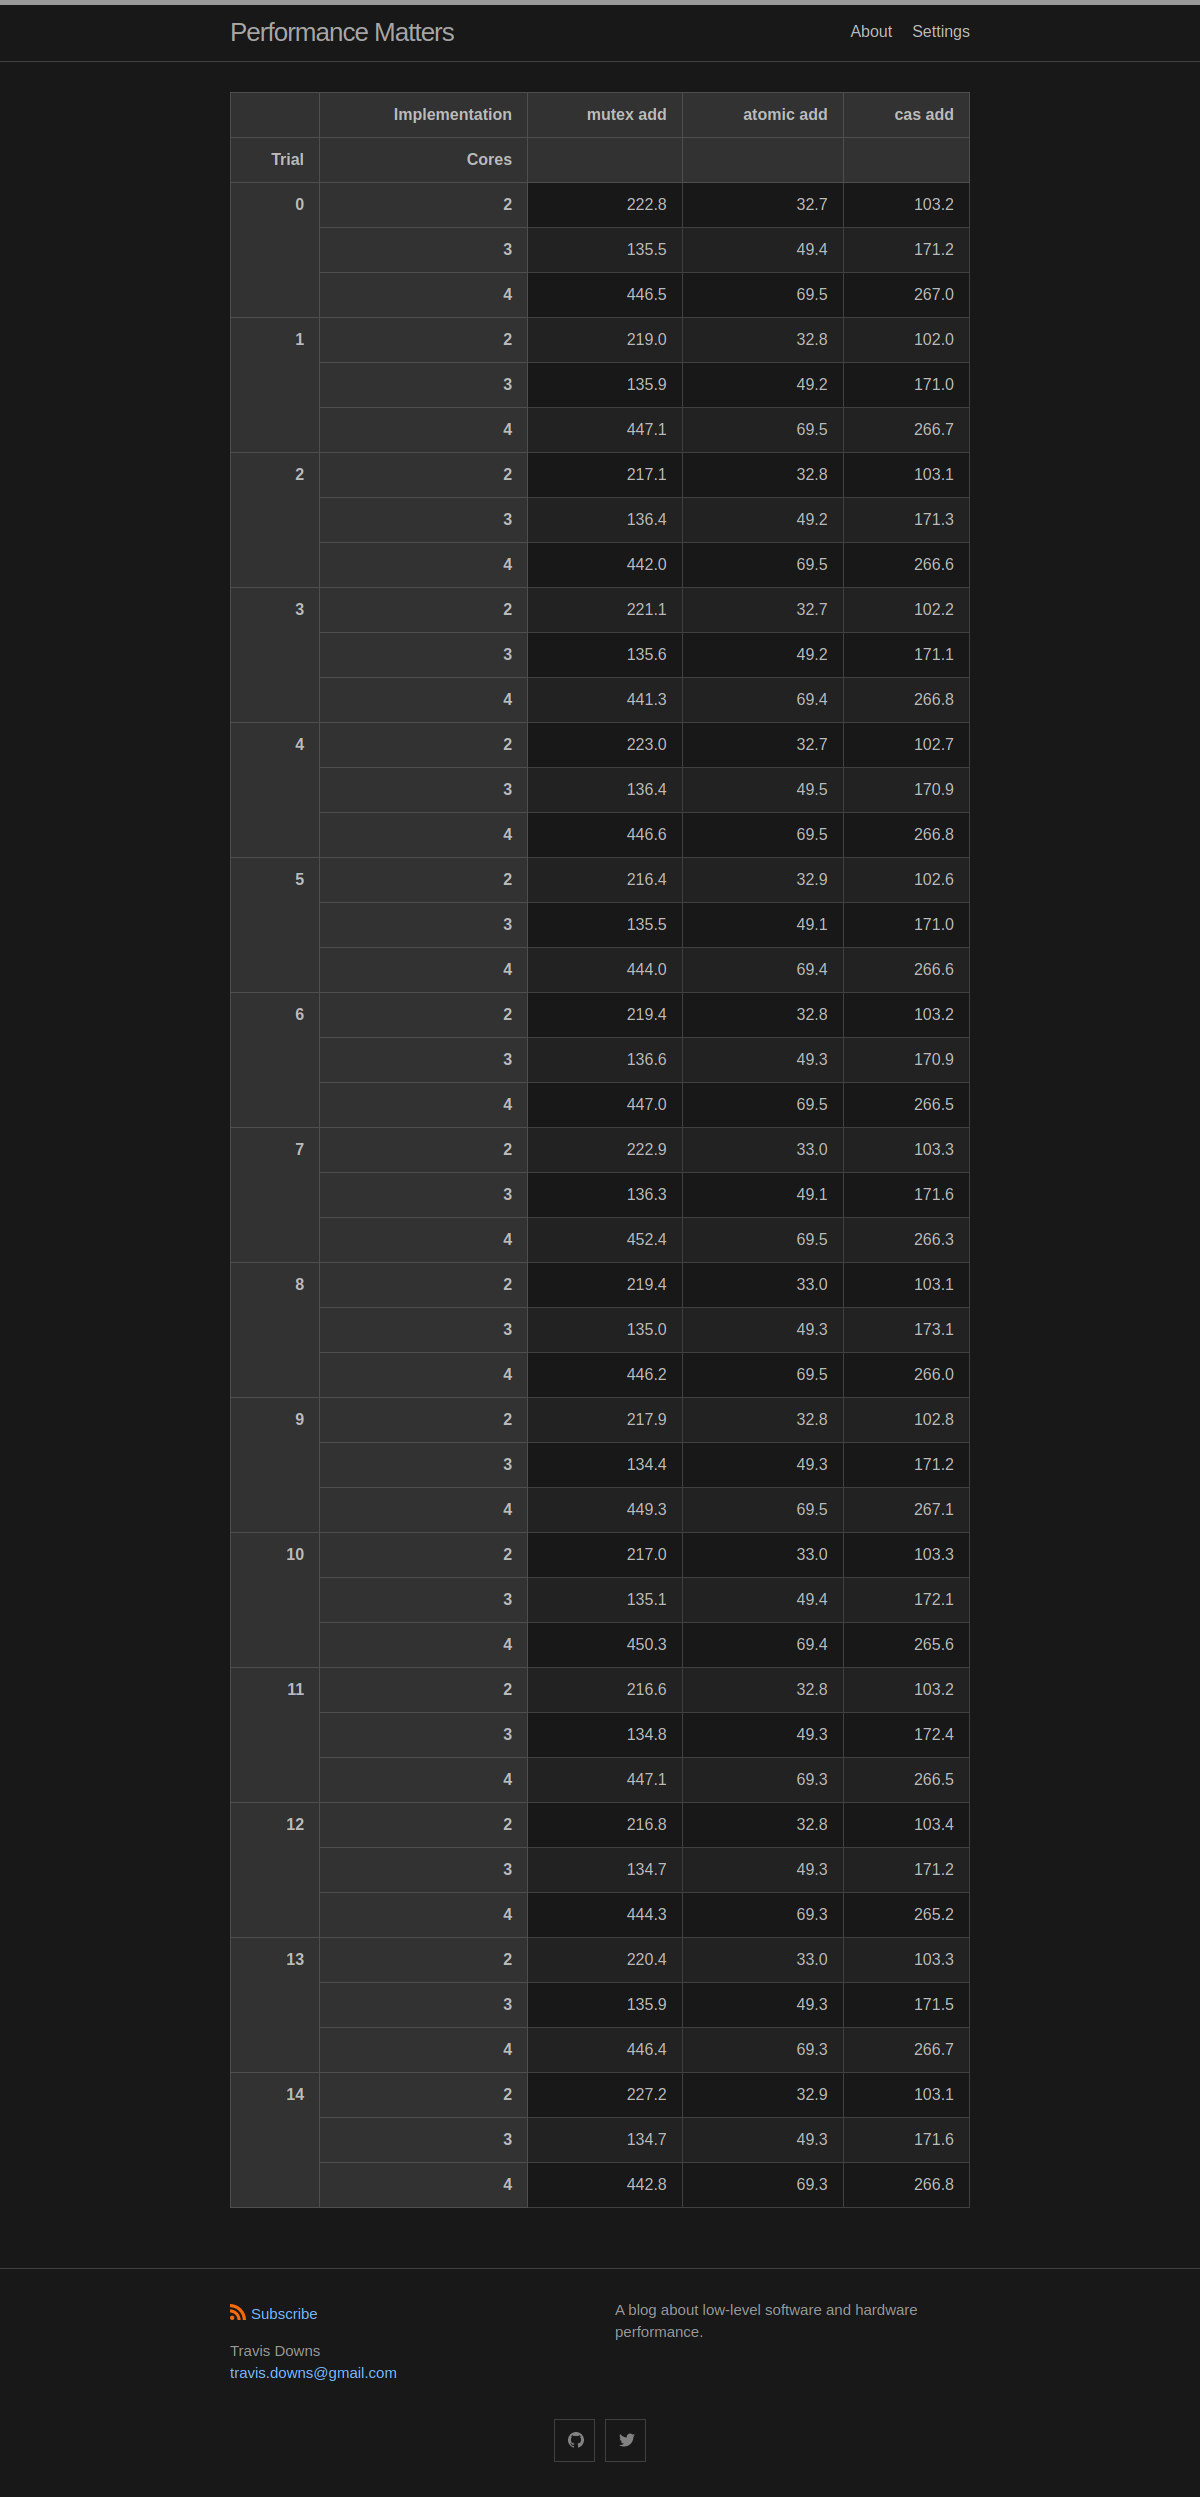 Performance Matters About Settings
Implementation mutex add atomic add cas add
Trial Cores
0 2 222.8 32.7 103.2
3 135.5 49.4 171.2
4 446.5 69.5 267.0
1 2 219.0 32.8 102.0
3 135.9 49.2 171.0
4 447.1 69.5 266.7
2 2 217.1 32.8 103.1
3 136.4 49.2 171.3
4 442.0 69.5 266.6
3 2 221.1 32.7 102.2
3 135.6 49.2 171.1
4 441.3 69.4 266.8
4 2 223.0 32.7 102.7
3 136.4 49.5 170.9
4 446.6 69.5 266.8
5 2 216.4 32.9 102.6
3 135.5 49.1 171.0
4 444.0 69.4 266.6
6 2 219.4 32.8 103.2
3 136.6 49.3 170.9
4 447.0 69.5 266.5
7 2 222.9 33.0 103.3
3 136.3 49.1 171.6
4 452.4 69.5 266.3
8 2 219.4 33.0 103.1
3 135.0 49.3 173.1
4 446.2 69.5 266.0
9 2 217.9 32.8 102.8
3 134.4 49.3 171.2
4 449.3 69.5 267.1
10 2 217.0 33.0 103.3
3 135.1 49.4 172.1
4 450.3 69.4 265.6
11 2 216.6 32.8 103.2
3 134.8 49.3 172.4
4 447.1 69.3 266.5
12 2 216.8 32.8 103.4
3 134.7 49.3 171.2
4 444.3 69.3 265.2
13 2 220.4 33.0 103.3
3 135.9 49.3 171.5
4 446.4 69.3 266.7
14 2 227.2 32.9 103.1
3 134.7 49.3 171.6
4 442.8 69.3 266.8
Subscribe
Travis Downs
travis.downs@gmail.com
A blog about low-level software and hardware
performance.